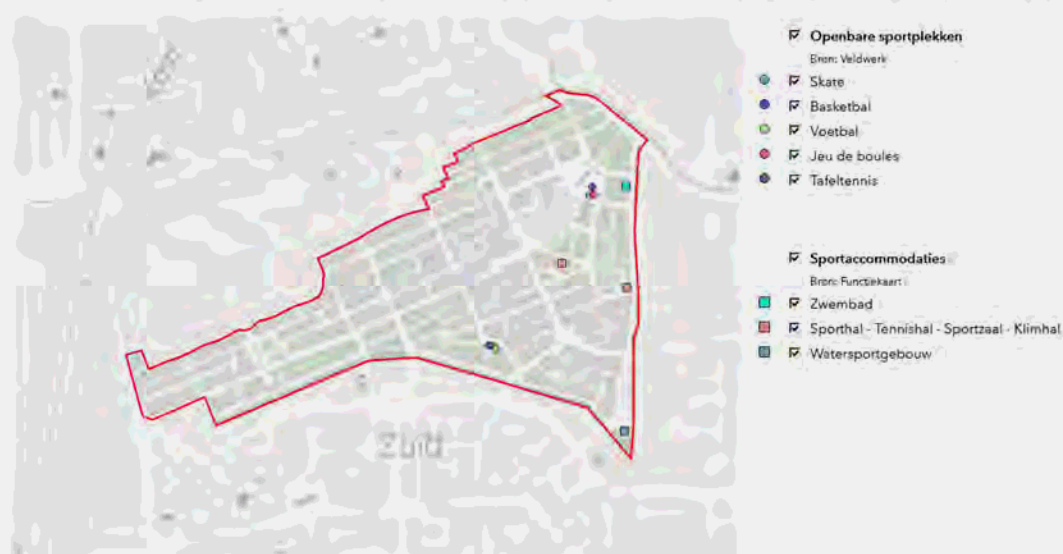 Openbare sportplekken
Bron: Veldwerk
Skate
Basketbal
Voetbal
Jeu de boules
Tafeltennis
Sportaccommodaties
Bron: Functiekaart
Zwembad
Sporthal - Tennishal - Sportzaal - Klimhal
Watersportgebouw
Zuid